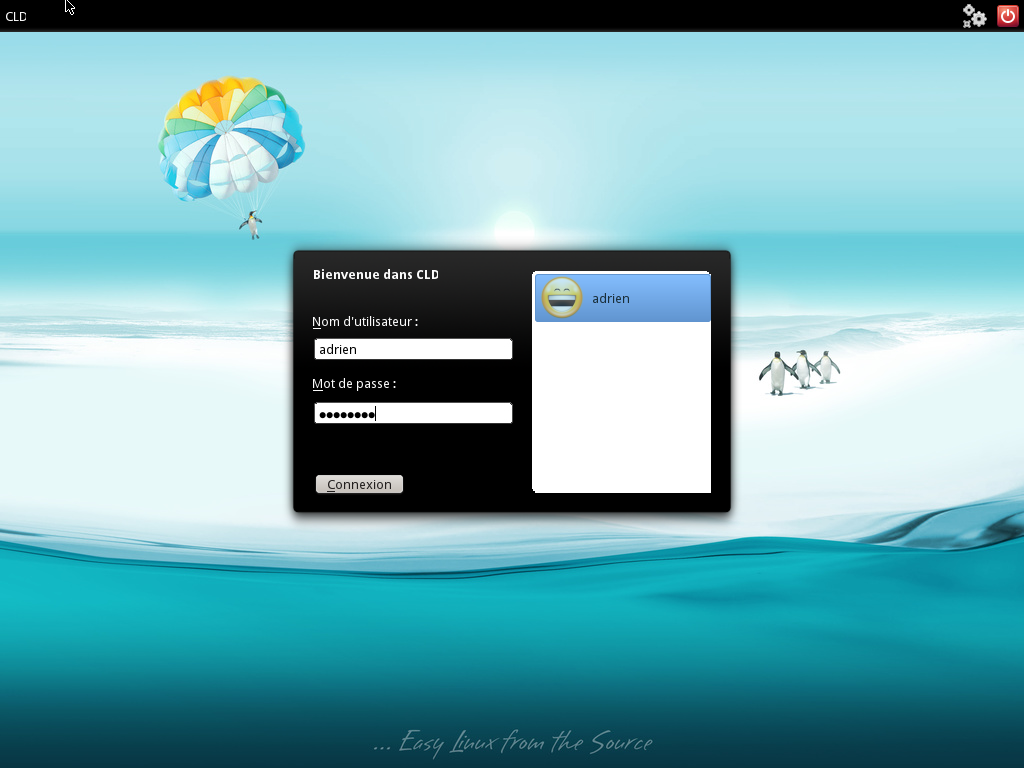 CLD
Bienvenue dans CLD
Nom d'utilisateur :
adrien
Mot de passe :
••••••••
Connexion
adrien
... Easy Linux from the Source